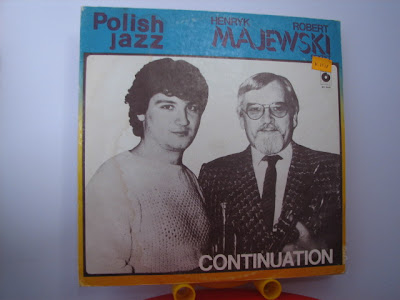 Polish
jazz
HENRYK
ROBERT
MAJEWSKI
CONTINUATION